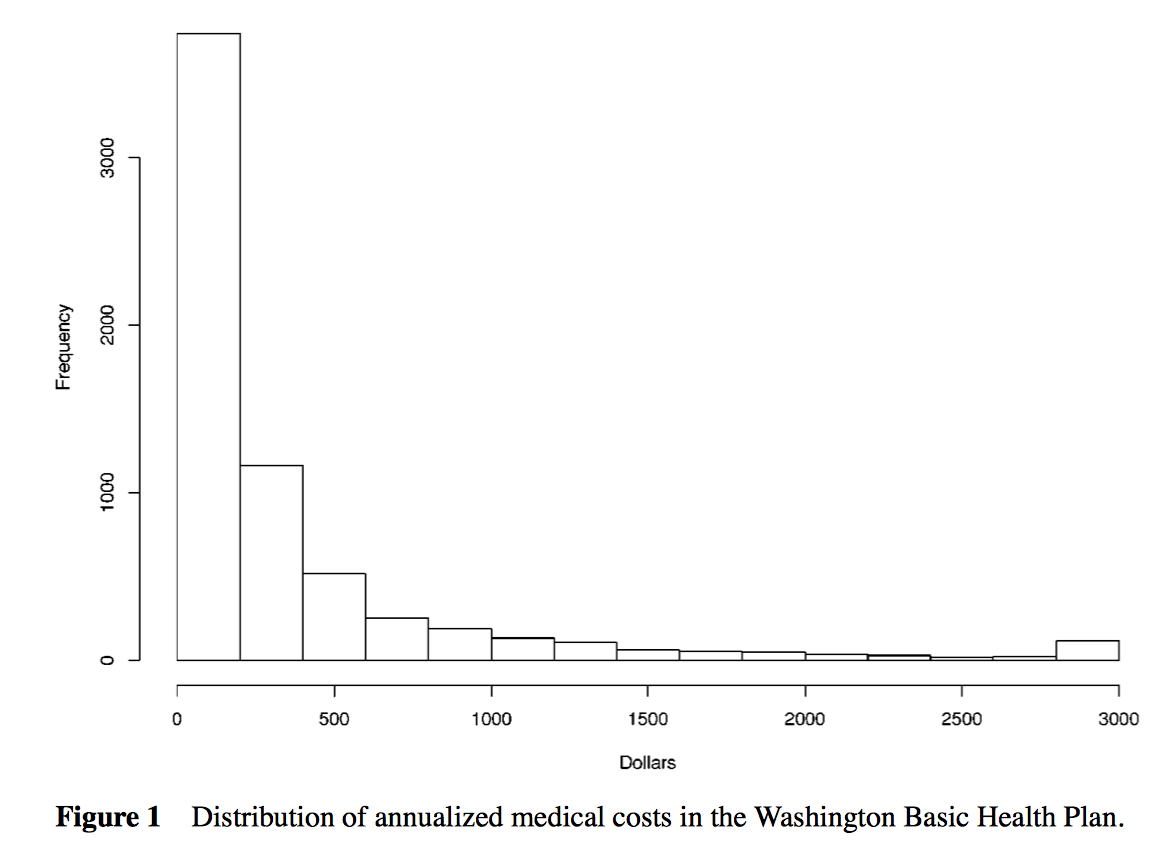 3000
2000
1000
0
Frequency
0 500 1000 1500 2000 2500 3000
Dollars
Figure 1 Distribution of annualized medical costs in the Washington Basic Health Plan.